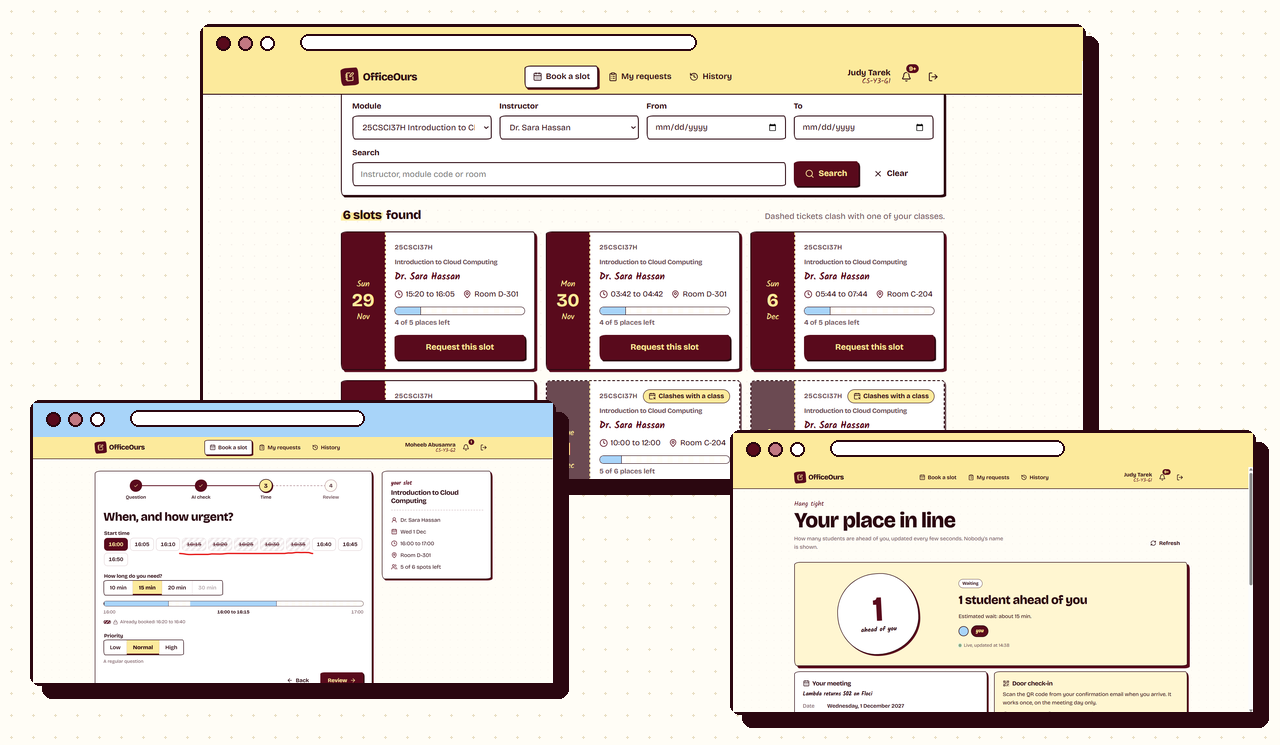 OfficeOurs
Book a slot
My requests
History
Judy Tarek
CS-Y3-G1
9+
Module
Instructor
From
To
25CSCI37H Introduction to Cl
Dr. Sara Hassan
mm/dd/yyyy
mm/dd/yyyy
Search
Instructor, module code or room
Search
Clear
6 slots found
Dashed tickets clash with one of your classes.
Sun
29
Nov
25CSCI37H
Introduction to Cloud Computing
Dr. Sara Hassan
15:20 to 16:05
Room D-301
4 of 5 places left
Request this slot
Mon
30
Nov
25CSCI37H
Introduction to Cloud Computing
Dr. Sara Hassan
03:42 to 04:42
Room D-301
4 of 5 places left
Request this slot
Sun
6
Dec
25CSCI37H
Introduction to Cloud Computing
Dr. Sara Hassan
05:44 to 07:44
Room C-204
4 of 5 places left
Request this slot
25CSCI37H
25CSCI37H
Clashes with a class
Introduction to Cloud Computing
Dr. Sara Hassan
10:00 to 12:00
Room C-204
5 of 6 places left
25CSCI37H
Clashes with a class
Introduction to Cloud Computing
Dr. Sara Hassan
OfficeOurs
Book a slot
My requests
History
Moheeb Abusamra
CS-Y3-G2
1
Question
AI check
3
Time
4
Review
When, and how urgent?
Start time
16:00
16:05
16:10
16:15
16:20
16:25
16:30
16:35
16:40
16:45
16:50
How long do you need?
10 min
15 min
20 min
30 min
16:00
16:00 to 16:15
17:00
Already booked: 16:20 to 16:40
Priority
Low
Normal
High
A regular question
Back
Review
your slot
Introduction to Cloud
Computing
Dr. Sara Hassan
Wed 1 Dec
16:00 to 17:00
Room D-301
5 of 6 spots left
OfficeOurs
Book a slot
My requests
History
Judy Tarek
CS-Y3-G1
9+
Hang tight
Your place in line
How many students are ahead of you, updated every few seconds. Nobody's name
is shown.
Refresh
1
ahead of you
Waiting
1 student ahead of you
Estimated wait: about 15 min.
you
Live, updated at 14:38
Your meeting
Lambda returns 502 on Floci
Date
Wednesday, 1 December 2027
Door check-in
Scan the QR code from your confirmation email when you arrive. It
works once, on the meeting day only.